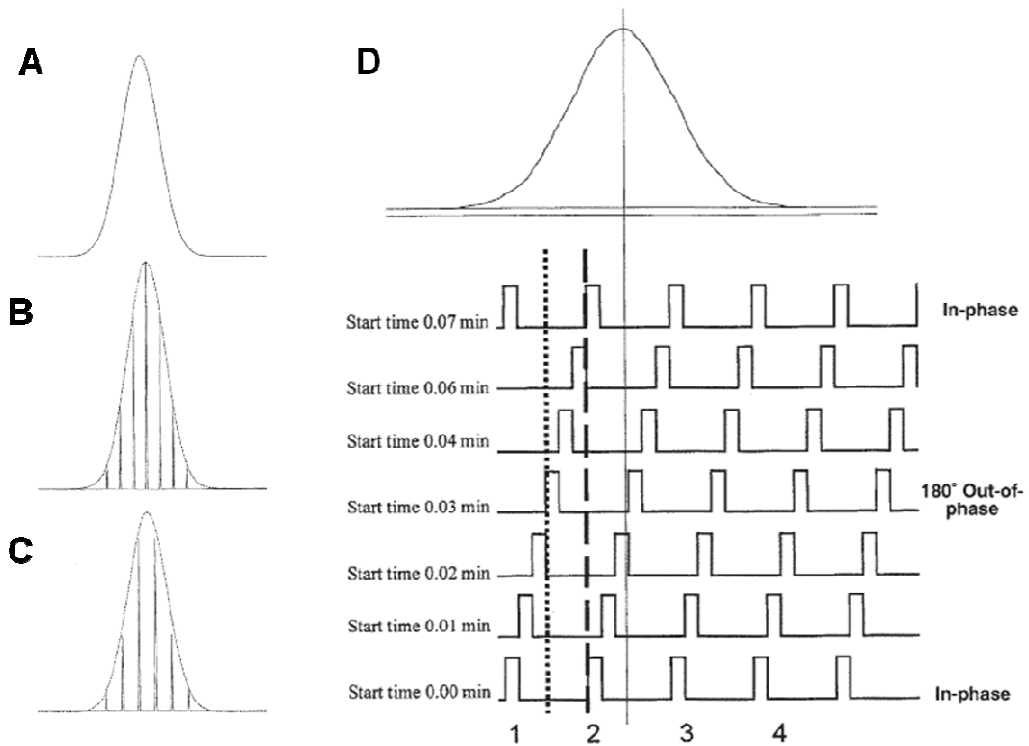 A
D
B
C
Start time 0.07 min
In-phase
Start time 0.06 min
Start time 0.04 min
Start time 0.03 min
180° Out-of-
phase
Start time 0.02 min
Start time 0.01 min
Start time 0.00 min
In-phase
1 2 3 4